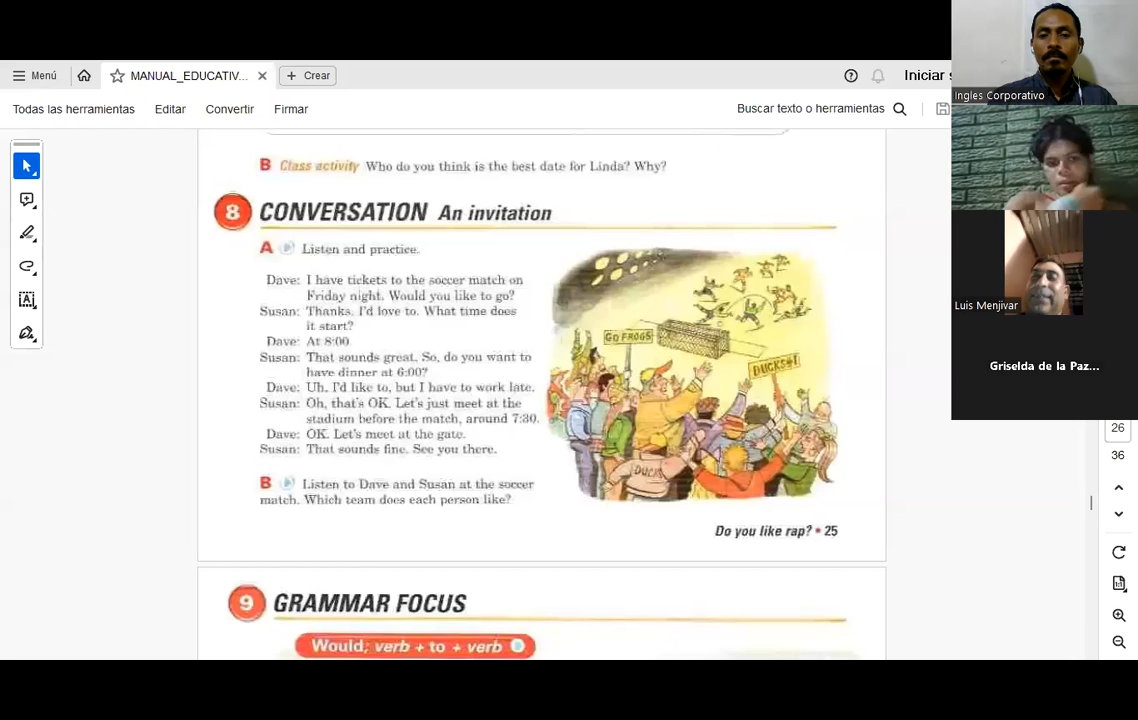 Menú
MANUAL_EDUCATIV...
Crear
Iniciar s
Todas las herramientas
Editar
Convertir
Firmar
Buscar texto o herramientas
B Class activity Who do you think is the best date for Linda? Why?
8 CONVERSATION An invitation
A Listen and practice.
Dave: I have tickets to the soccer match on
Friday night. Would you like to go?
Susan: Thanks. I'd love to. What time does
it start?
Dave: At 8:00.
Susan: That sounds great. So, do you want to
have dinner at 6:00?
Dave: Uh, I'd like to, but I have to work late.
Susan: Oh, that's OK. Let's just meet at the
stadium before the match, around 7:30.
Dave: OK. Let's meet at the gate.
Susan: That sounds fine. See you there.
GO FROGS
DUCKS #1
DUCKS
B Listen to Dave and Susan at the soccer
match. Which team does each person like?
Do you like rap? • 25
9 GRAMMAR FOCUS
Would; verb + to + verb
Ingles Corporativo
Luis Menjivar
Griselda de la Paz...
26
36